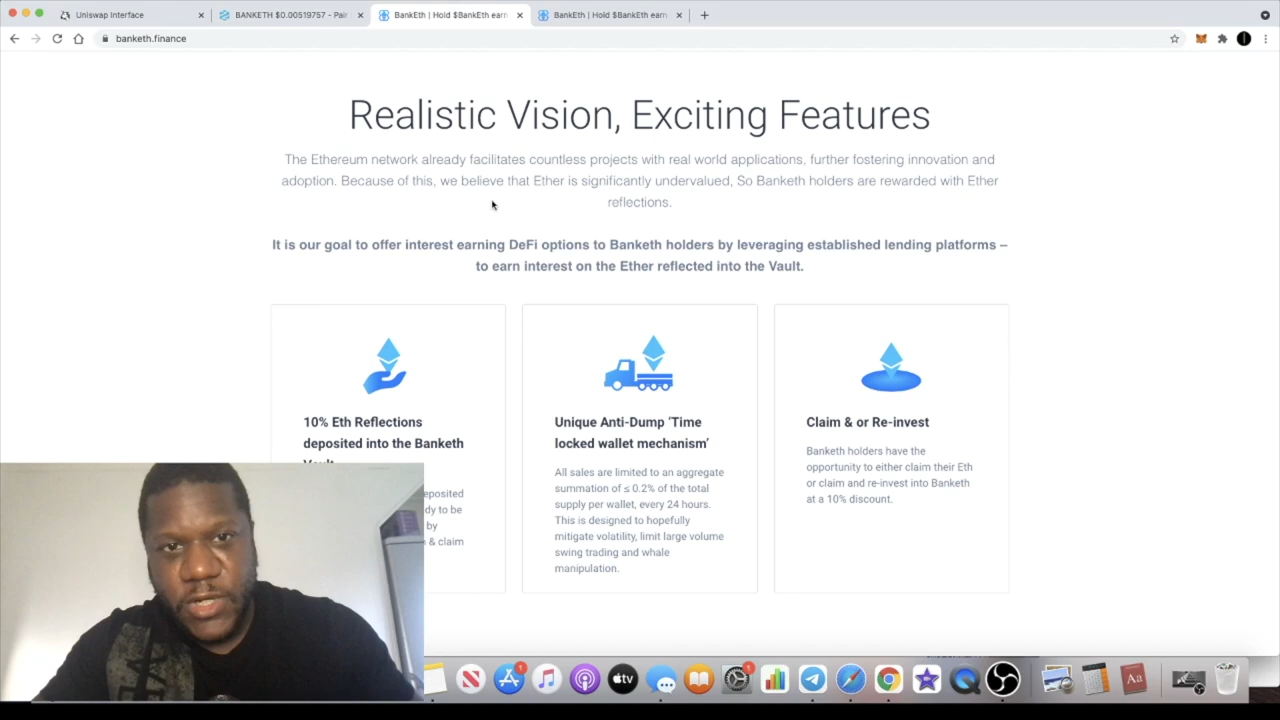 Uniswap Interface
BANKETH $0.00519757 - Pair
BankEth | Hold $BankEth earn
BankEth | Hold $BankEth earn
banketh.finance
Realistic Vision, Exciting Features
The Ethereum network already facilitates countless projects with real world applications, further fostering innovation and
adoption. Because of this, we believe that Ether is significantly undervalued, So Banketh holders are rewarded with Ether
reflections.
It is our goal to offer interest earning DeFi options to Banketh holders by leveraging established lending platforms –
to earn interest on the Ether reflected into the Vault.
10% Eth Reflections
deposited into the Banketh
eposited
dy to be
by
& claim
Unique Anti-Dump ‘Time
locked wallet mechanism’
All sales are limited to an aggregate
summation of ≤ 0.2% of the total
supply per wallet, every 24 hours.
This is designed to hopefully
mitigate volatility, limit large volume
swing trading and whale
manipulation.
Claim & or Re-invest
Banketh holders have the
opportunity to either claim their Eth
or claim and re-invest into Banketh
at a 10% discount.
1
tv
1
Aa